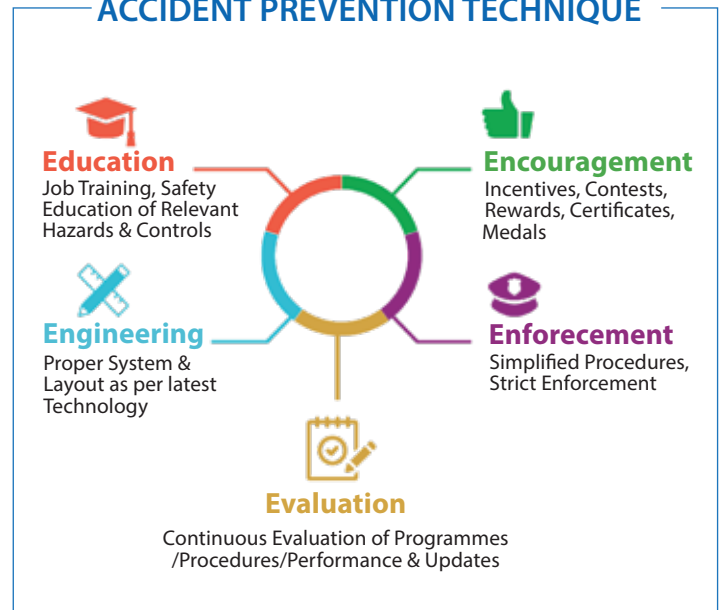 ACCIDENT PREVENTION TECHNIQUE
Education
Job Training, Safety
Education of Relevant
Hazards & Controls
Encouragement
Incentives, Contests,
Rewards, Certificates,
Medals
Engineering
Proper System &
Layout as per latest
Technology
Enforecement
Simplified Procedures,
Strict Enforcement
Evaluation
Continuous Evaluation of Programmes
/Procedures/Performance & Updates